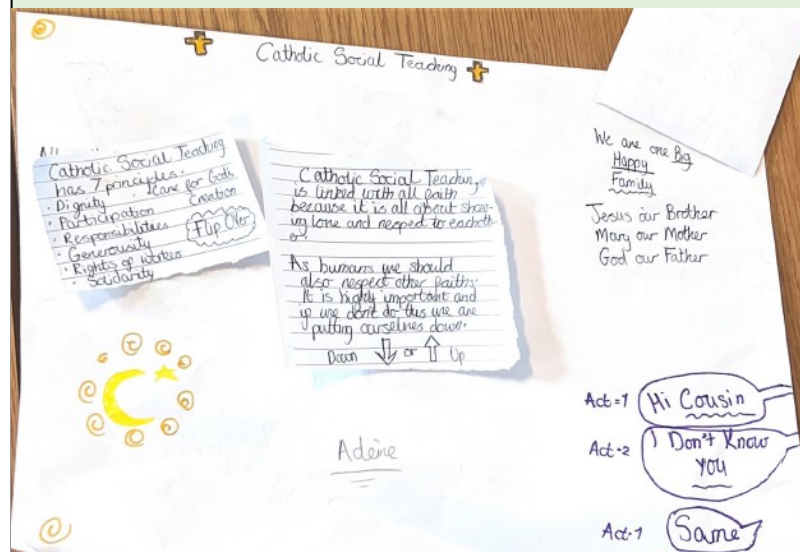 Catholic Social Teaching
Catholic Social Teaching
has 7 principles.
• Dignity • care for Gods
• Participation Creation
• Responsibilities
• Generousity
• Rights of workers
• Solidarity
Flip Over
Catholic Social Teachin,
is linked with all faith
because it is all about show-
ing love and respect to eachoth
er.
As humans we should
also respect other faiths.
It is highly important and
if we don't do this we are
putting ourselves down.
Down or Up
We are one Big
Happy
Family
Jesus our Brother
Mary our Mother
God our Father
Act=1 Hi Cousin
Act=2 I Don't Know
you
Act-1 Same
Adéine